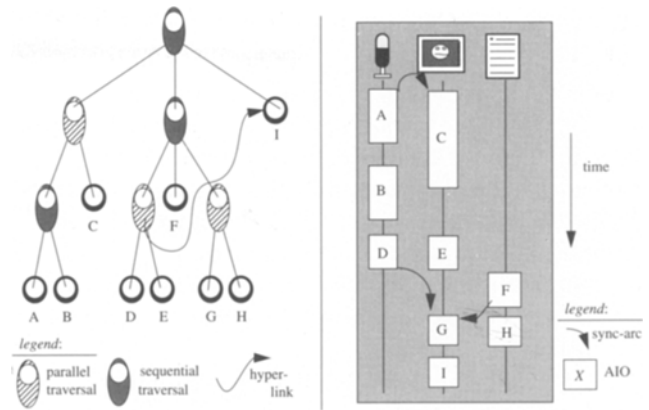 I
C
F
A B
D E
G H
legend:
parallel traversal
sequential traversal
hyper-link
A
C
B
D
E
F
G
H
I
time
legend:
sync-arc
X AIO